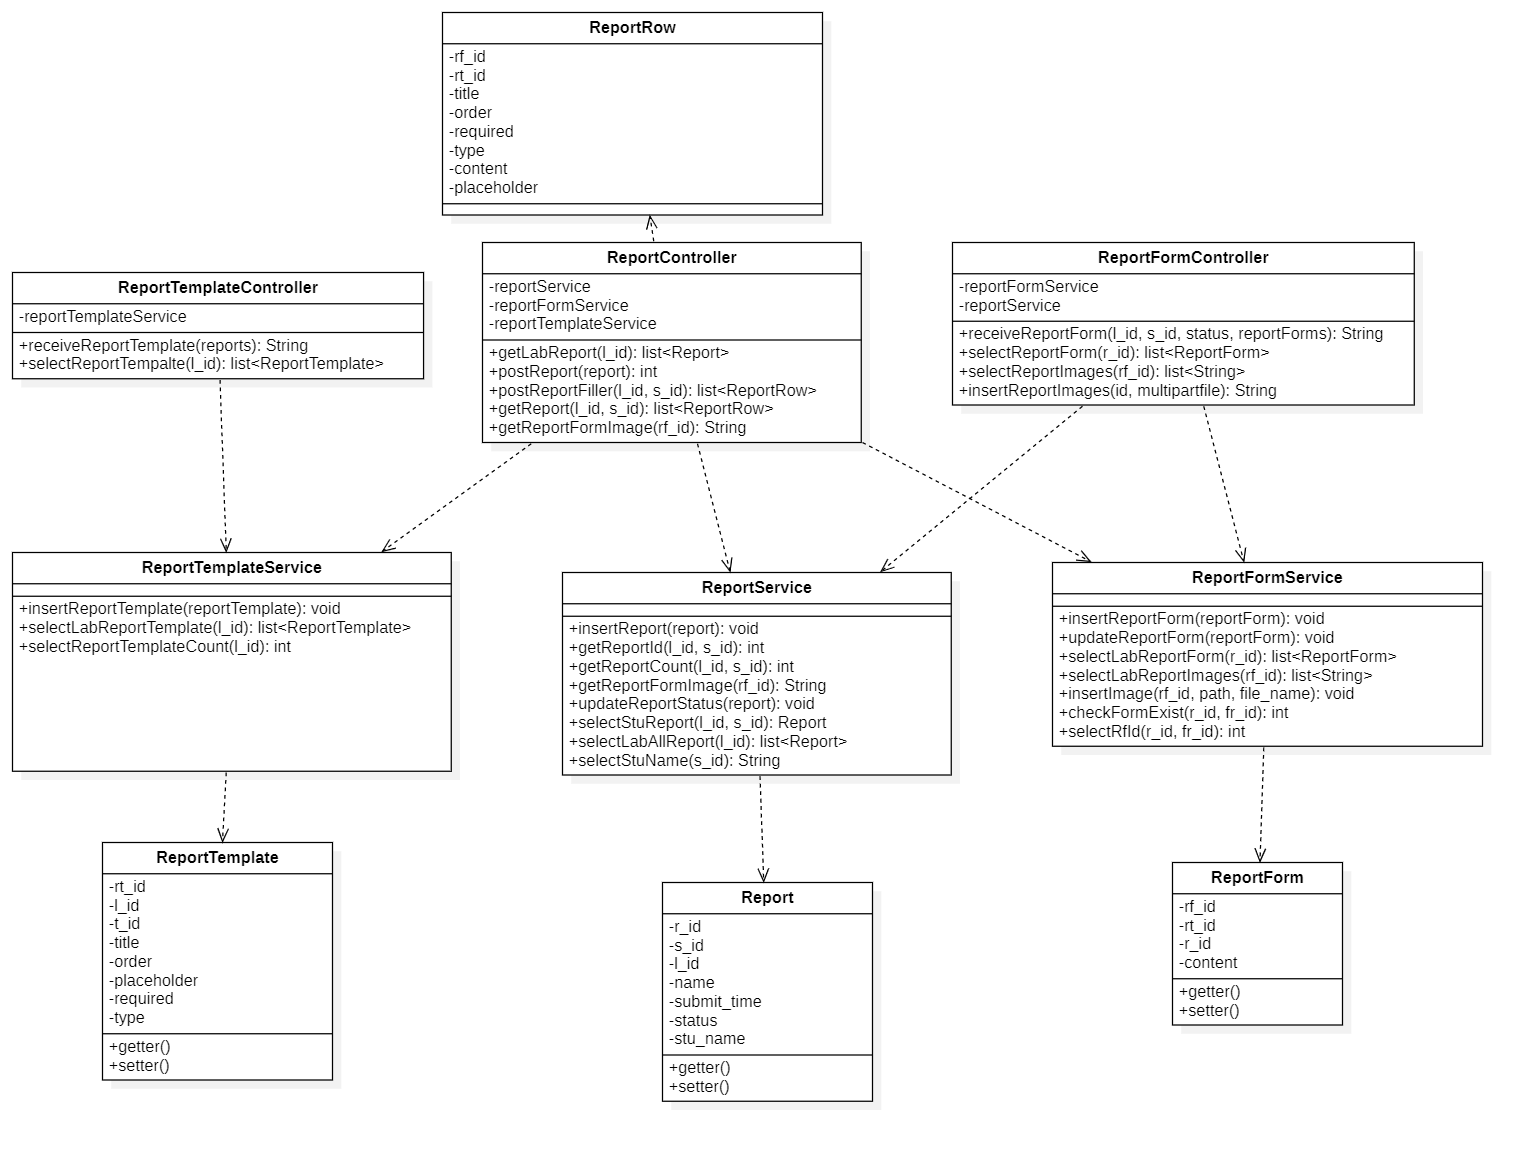 ReportRow
-rf_id
-rt_id
-title
-order
-required
-type
-content
-placeholder
ReportTemplateController
-reportTemplateService
+receiveReportTemplate(reports): String
+selectReportTempalte(l_id): list<ReportTemplate>
ReportController
-reportService
-reportFormService
-reportTemplateService
+getLabReport(l_id): list<Report>
+postReport(report): int
+postReportFiller(l_id, s_id): list<ReportRow>
+getReport(l_id, s_id): list<ReportRow>
+getReportFormImage(rf_id): String
ReportFormController
-reportFormService
-reportService
+receiveReportForm(l_id, s_id, status, reportForms): String
+selectReportForm(r_id): list<ReportForm>
+selectReportImages(rf_id): list<String>
+insertReportImages(id, multipartfile): String
ReportTemplateService
+insertReportTemplate(reportTemplate): void
+selectLabReportTemplate(l_id): list<ReportTemplate>
+selectReportTemplateCount(l_id): int
ReportService
+insertReport(report): void
+getReportId(l_id, s_id): int
+getReportCount(l_id, s_id): int
+getReportFormImage(rf_id): String
+updateReportStatus(report): void
+selectStuReport(l_id, s_id): Report
+selectLabAllReport(l_id): list<Report>
+selectStuName(s_id): String
ReportFormService
+insertReportForm(reportForm): void
+updateReportForm(reportForm): void
+selectLabReportForm(r_id): list<ReportForm>
+selectLabReportImages(rf_id): list<String>
+insertImage(rf_id, path, file_name): void
+checkFormExist(r_id, fr_id): int
+selectRfId(r_id, fr_id): int
ReportTemplate
-rt_id
-l_id
-t_id
-title
-order
-placeholder
-required
-type
+getter()
+setter()
Report
-r_id
-s_id
-l_id
-name
-submit_time
-status
-stu_name
+getter()
+setter()
ReportForm
-rf_id
-rt_id
-r_id
-content
+getter()
+setter()